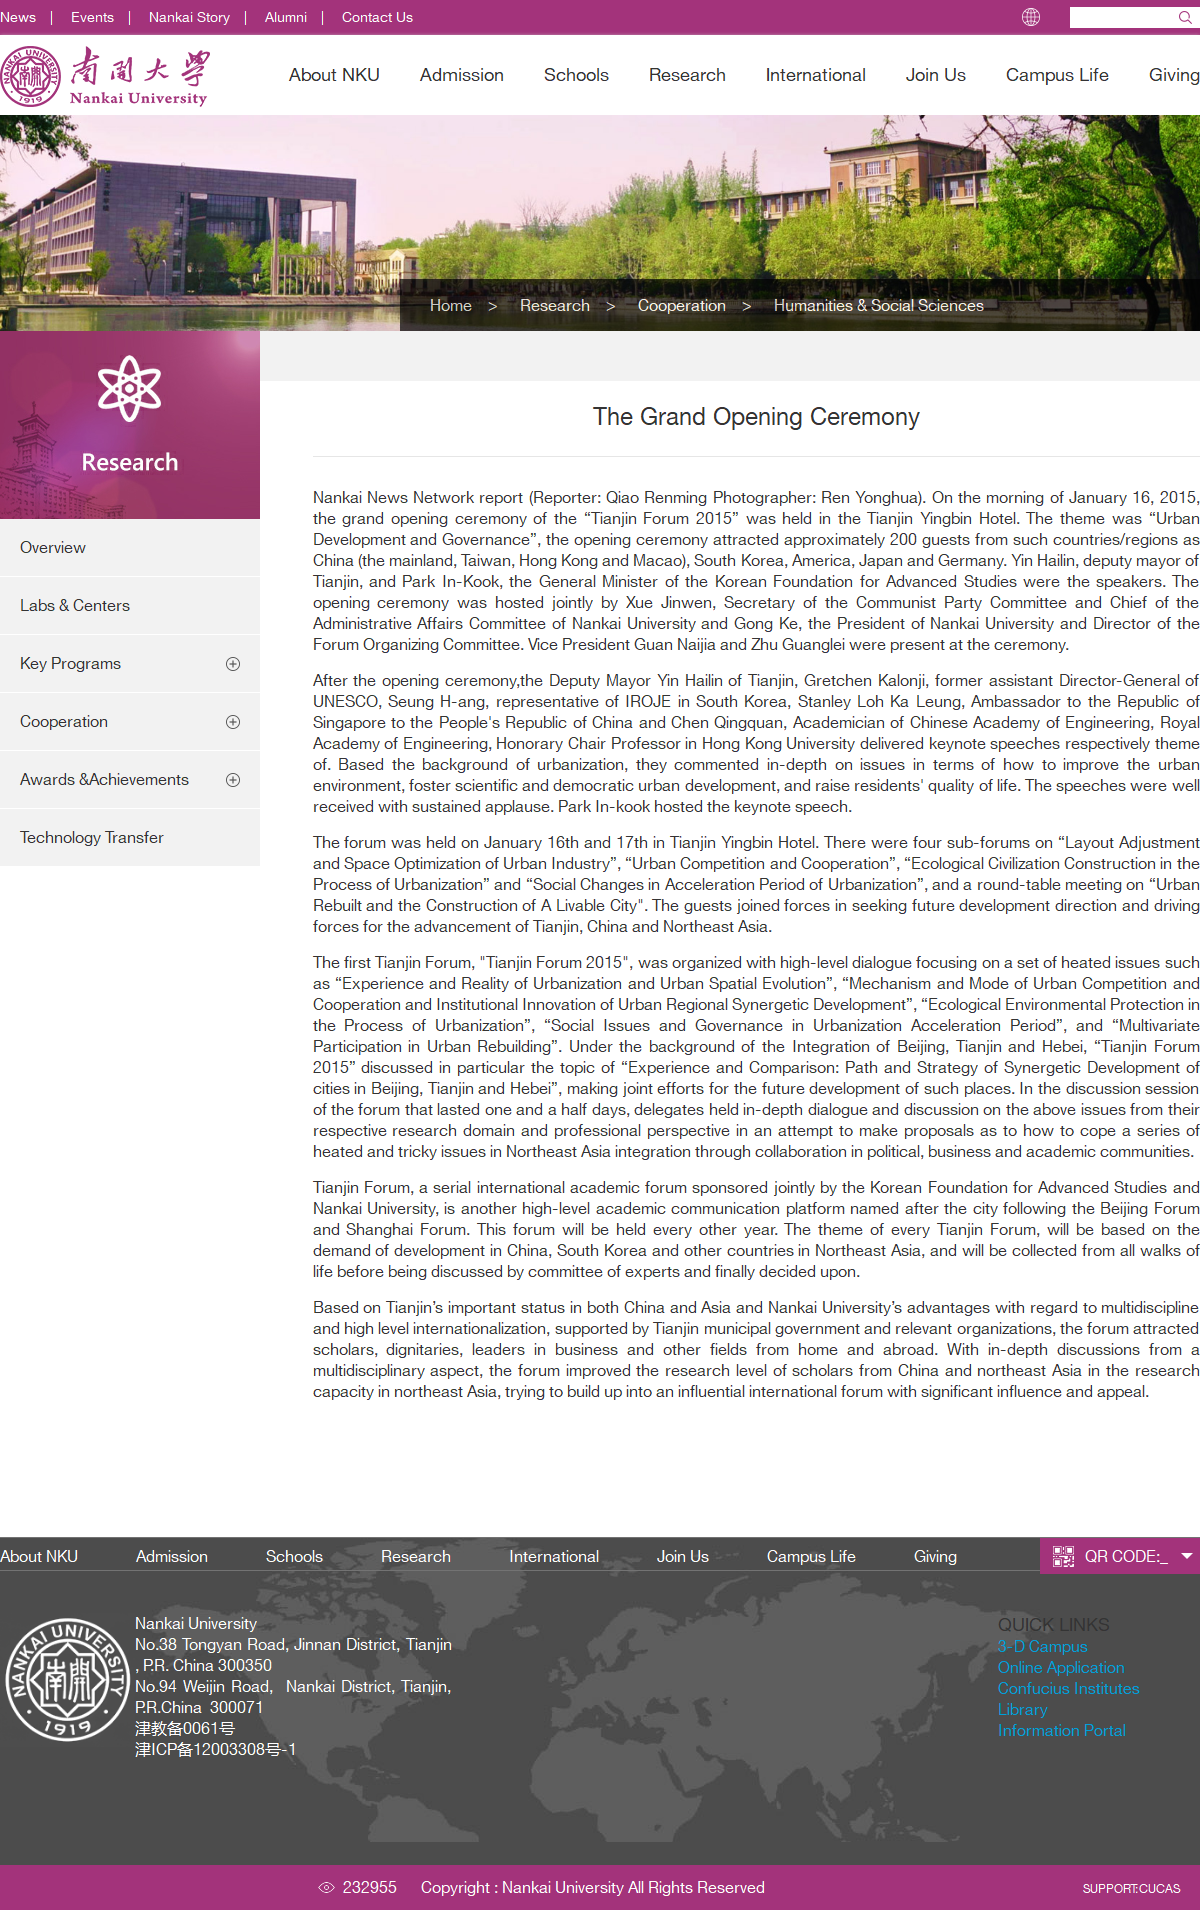 News | Events | Nankai Story | Alumni | Contact Us
NANKAI UNIVERSITY
1919
南開大學
Nankai University
About NKU Admission Schools Research International Join Us Campus Life Giving
Home > Research > Cooperation > Humanities & Social Sciences
Research
Overview
Labs & Centers
Key Programs
Cooperation
Awards &Achievements
Technology Transfer
The Grand Opening Ceremony
Nankai News Network report (Reporter: Qiao Renming Photographer: Ren Yonghua). On the morning of January 16, 2015,
the grand opening ceremony of the “Tianjin Forum 2015” was held in the Tianjin Yingbin Hotel. The theme was “Urban
Development and Governance”, the opening ceremony attracted approximately 200 guests from such countries/regions as
China (the mainland, Taiwan, Hong Kong and Macao), South Korea, America, Japan and Germany. Yin Hailin, deputy mayor of
Tianjin, and Park In-Kook, the General Minister of the Korean Foundation for Advanced Studies were the speakers. The
opening ceremony was hosted jointly by Xue Jinwen, Secretary of the Communist Party Committee and Chief of the
Administrative Affairs Committee of Nankai University and Gong Ke, the President of Nankai University and Director of the
Forum Organizing Committee. Vice President Guan Naijia and Zhu Guanglei were present at the ceremony.
After the opening ceremony,the Deputy Mayor Yin Hailin of Tianjin, Gretchen Kalonji, former assistant Director-General of
UNESCO, Seung H-ang, representative of IROJE in South Korea, Stanley Loh Ka Leung, Ambassador to the Republic of
Singapore to the People's Republic of China and Chen Qingquan, Academician of Chinese Academy of Engineering, Royal
Academy of Engineering, Honorary Chair Professor in Hong Kong University delivered keynote speeches respectively theme
of. Based the background of urbanization, they commented in-depth on issues in terms of how to improve the urban
environment, foster scientific and democratic urban development, and raise residents' quality of life. The speeches were well
received with sustained applause. Park In-kook hosted the keynote speech.
The forum was held on January 16th and 17th in Tianjin Yingbin Hotel. There were four sub-forums on “Layout Adjustment
and Space Optimization of Urban Industry”, “Urban Competition and Cooperation”, “Ecological Civilization Construction in the
Process of Urbanization” and “Social Changes in Acceleration Period of Urbanization”, and a round-table meeting on “Urban
Rebuilt and the Construction of A Livable City". The guests joined forces in seeking future development direction and driving
forces for the advancement of Tianjin, China and Northeast Asia.
The first Tianjin Forum, "Tianjin Forum 2015", was organized with high-level dialogue focusing on a set of heated issues such
as “Experience and Reality of Urbanization and Urban Spatial Evolution”, “Mechanism and Mode of Urban Competition and
Cooperation and Institutional Innovation of Urban Regional Synergetic Development”, “Ecological Environmental Protection in
the Process of Urbanization”, “Social Issues and Governance in Urbanization Acceleration Period”, and “Multivariate
Participation in Urban Rebuilding”. Under the background of the Integration of Beijing, Tianjin and Hebei, “Tianjin Forum
2015” discussed in particular the topic of “Experience and Comparison: Path and Strategy of Synergetic Development of
cities in Beijing, Tianjin and Hebei”, making joint efforts for the future development of such places. In the discussion session
of the forum that lasted one and a half days, delegates held in-depth dialogue and discussion on the above issues from their
respective research domain and professional perspective in an attempt to make proposals as to how to cope a series of
heated and tricky issues in Northeast Asia integration through collaboration in political, business and academic communities.
Tianjin Forum, a serial international academic forum sponsored jointly by the Korean Foundation for Advanced Studies and
Nankai University, is another high-level academic communication platform named after the city following the Beijing Forum
and Shanghai Forum. This forum will be held every other year. The theme of every Tianjin Forum, will be based on the
demand of development in China, South Korea and other countries in Northeast Asia, and will be collected from all walks of
life before being discussed by committee of experts and finally decided upon.
Based on Tianjin’s important status in both China and Asia and Nankai University’s advantages with regard to multidiscipline
and high level internationalization, supported by Tianjin municipal government and relevant organizations, the forum attracted
scholars, dignitaries, leaders in business and other fields from home and abroad. With in-depth discussions from a
multidisciplinary aspect, the forum improved the research level of scholars from China and northeast Asia in the research
capacity in northeast Asia, trying to build up into an influential international forum with significant influence and appeal.
About NKU Admission Schools Research International Join Us Campus Life Giving
QR CODE:_
NANKAI UNIVERSITY
南開
1919
Nankai University
No.38 Tongyan Road, Jinnan District, Tianjin
, P.R. China 300350
No.94 Weijin Road, Nankai District, Tianjin,
P.R.China 300071
津教备0061号
津ICP备12003308号-1
QUICK LINKS
3-D Campus
Online Application
Confucius Institutes
Library
Information Portal
232955 Copyright : Nankai University All Rights Reserved
SUPPORT:CUCAS